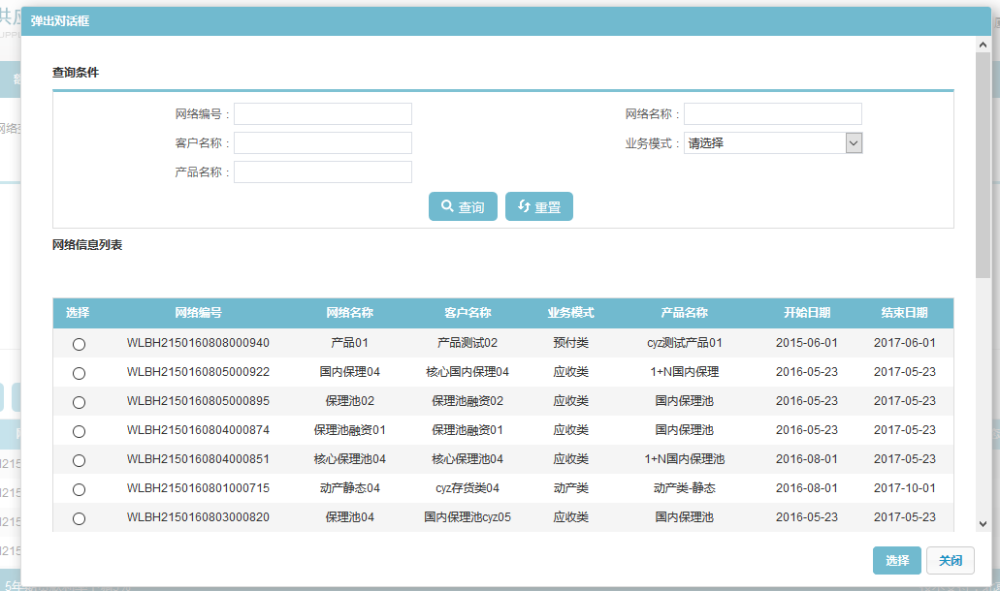 弹出对话框
查询条件
网络编号： 网络名称：
客户名称： 业务模式： 请选择
产品名称：
查询 重置
网络信息列表
选择 网络编号 网络名称 客户名称 业务模式 产品名称 开始日期 结束日期
WLBH2150160808000940 产品01 产品测试02 预付类 cyz测试产品01 2015-06-01 2017-06-01
WLBH2150160805000922 国内保理04 核心国内保理04 应收类 1+N国内保理 2016-05-23 2017-05-23
WLBH2150160805000895 保理池02 保理池融资02 应收类 国内保理池 2016-05-23 2017-05-23
WLBH2150160804000874 保理池融资01 保理池融资01 应收类 国内保理池 2016-05-23 2017-05-23
WLBH2150160804000851 核心保理池04 核心保理池04 应收类 1+N国内保理池 2016-08-01 2017-05-23
WLBH2150160801000715 动产静态04 cyz存货类04 动产类 动产类-静态 2016-08-01 2017-10-01
WLBH2150160803000820 保理池04 国内保理池cyz05 应收类 国内保理池 2016-05-23 2017-05-23
选择 关闭